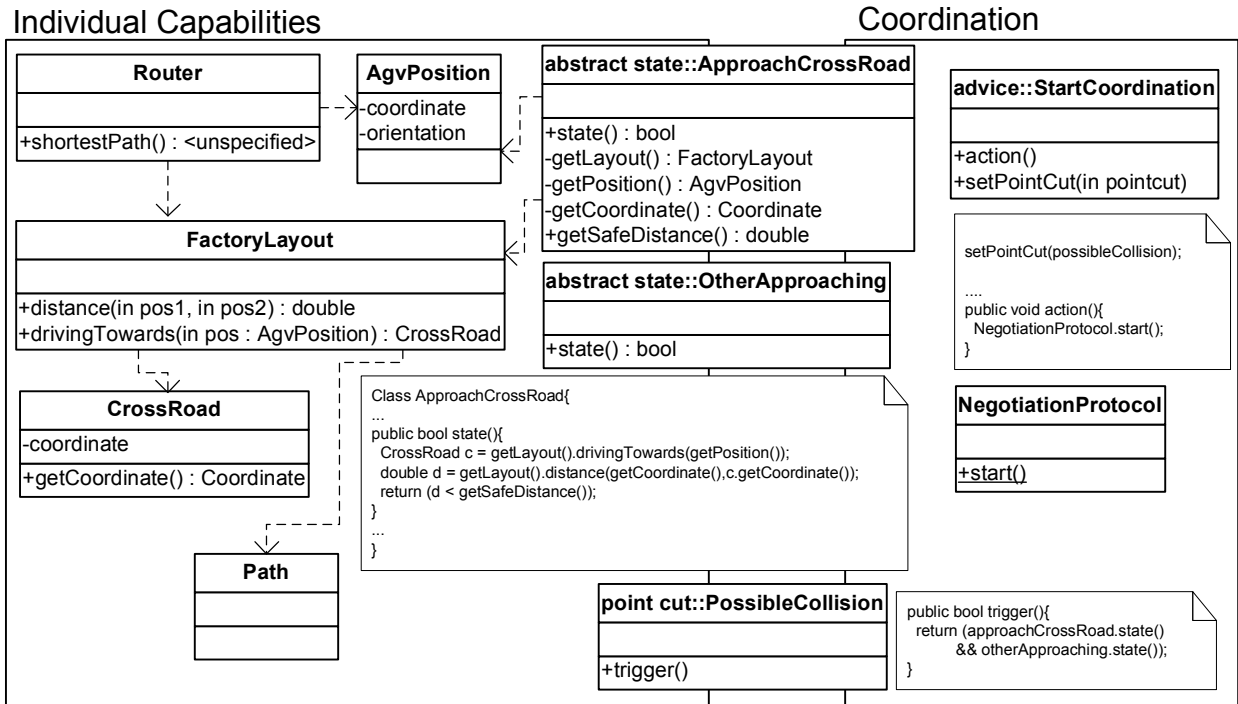 Individual Capabilities
Coordination
Router
+shortestPath() : <unspecified>
AgvPosition
-coordinate
-orientation
abstract state::ApproachCrossRoad
+state() : bool
-getLayout() : FactoryLayout
-getPosition() : AgvPosition
-getCoordinate() : Coordinate
+getSafeDistance() : double
advice::StartCoordination
+action()
+setPointCut(in pointcut)
FactoryLayout
+distance(in pos1, in pos2) : double
+drivingTowards(in pos : AgvPosition) : CrossRoad
abstract state::OtherApproaching
+state() : bool
setPointCut(possibleCollision);
....
public void action(){
NegotiationProtocol.start();
}
CrossRoad
-coordinate
+getCoordinate() : Coordinate
Class ApproachCrossRoad{
...
public bool state(){
CrossRoad c = getLayout().drivingTowards(getPosition());
double d = getLayout().distance(getCoordinate(),c.getCoordinate());
return (d < getSafeDistance());
}
...
}
NegotiationProtocol
+start()
Path
point cut::PossibleCollision
+trigger()
public bool trigger(){
return (approachCrossRoad.state()
&& otherApproaching.state());
}